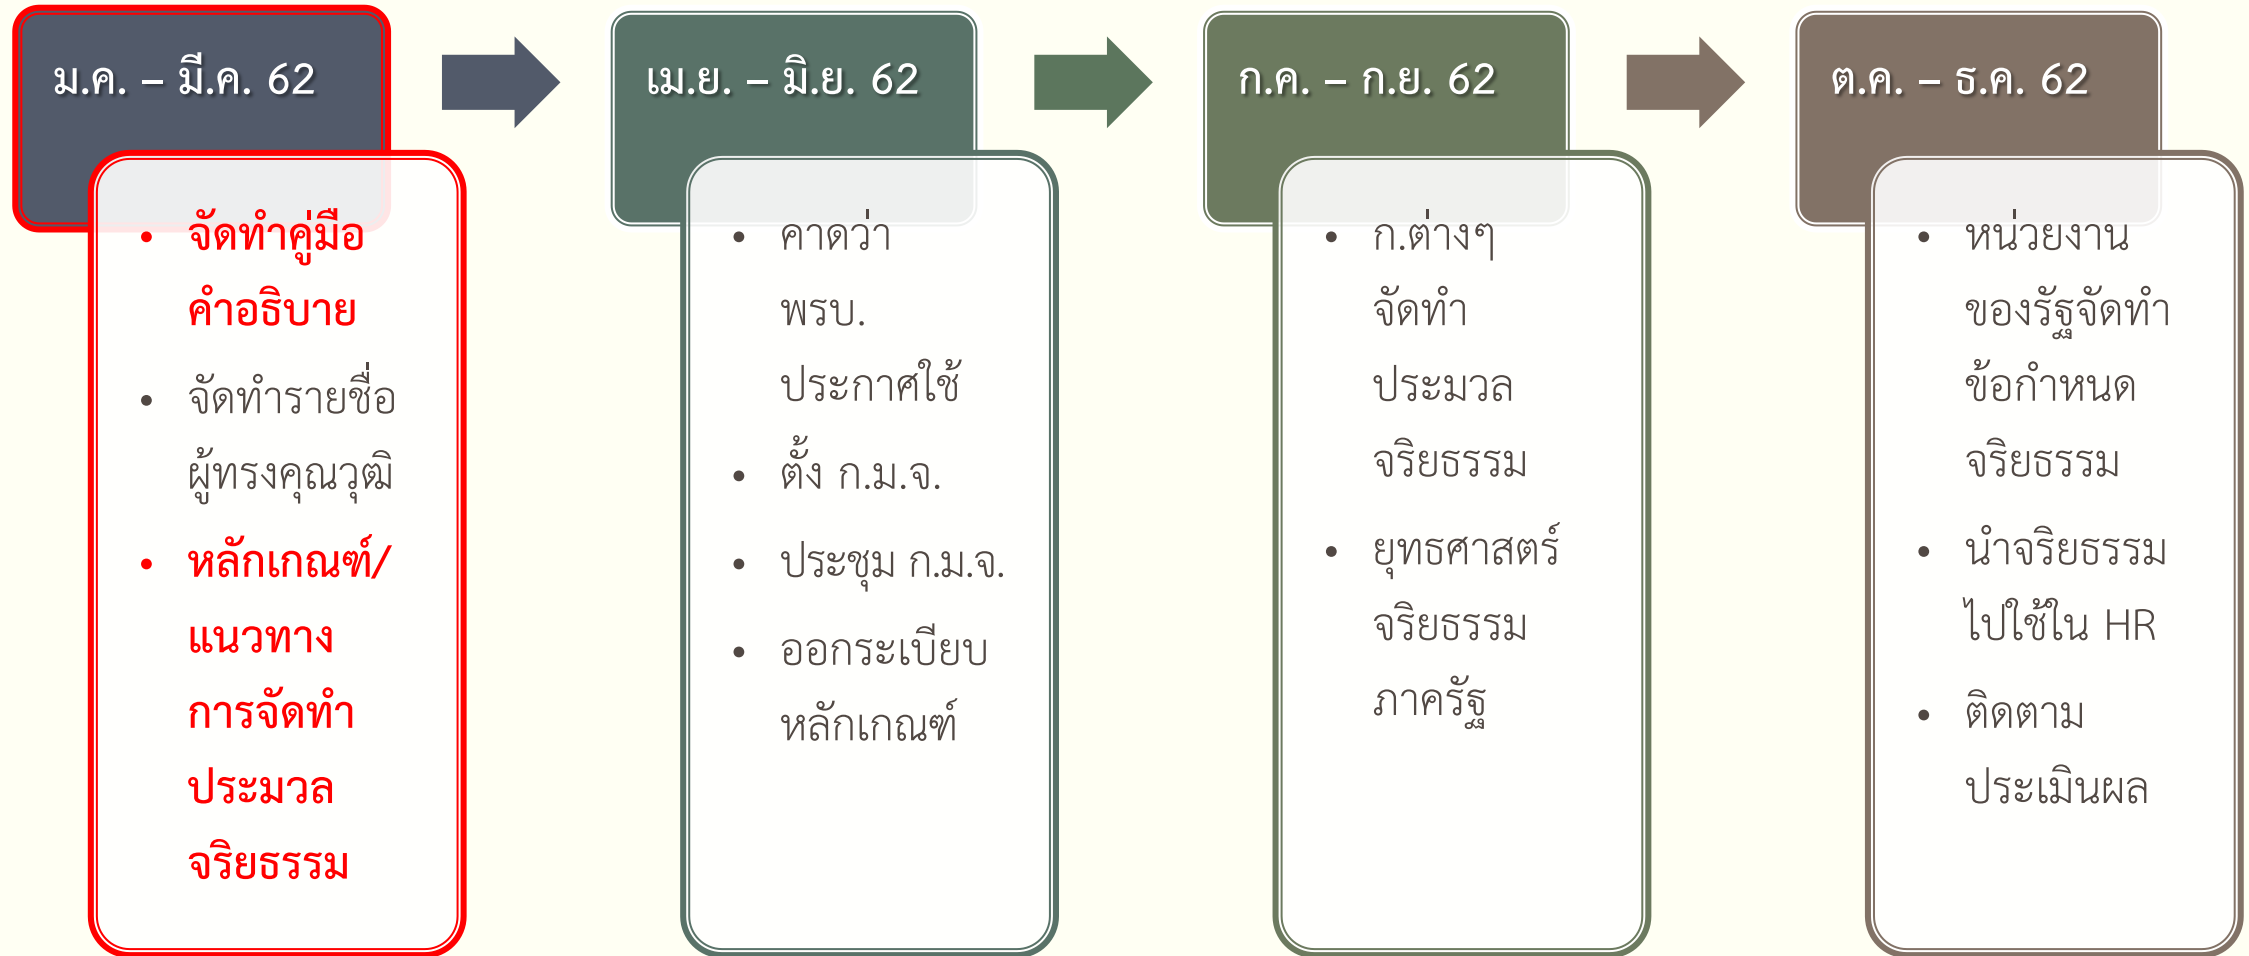 ม.ค. – มี.ค. 62
• จัดทำคู่มือ
คำอธิบาย
• จัดทำรายชื่อ
ผู้ทรงคุณวุฒิ
• หลักเกณฑ์/
แนวทาง
การจัดทำ
ประมวล
จริยธรรม
เม.ย. – มิ.ย. 62
• คาดว่า
พรบ.
ประกาศใช้
• ตั้ง ก.ม.จ.
• ประชุม ก.ม.จ.
• ออกระเบียบ
หลักเกณฑ์
ก.ค. – ก.ย. 62
• ก.ต่างๆ
จัดทำ
ประมวล
จริยธรรม
• ยุทธศาสตร์
จริยธรรม
ภาครัฐ
ต.ค. – ธ.ค. 62
• หน่วยงาน
ของรัฐจัดทำ
ข้อกำหนด
จริยธรรม
• นำจริยธรรม
ไปใช้ใน HR
• ติดตาม
ประเมินผล